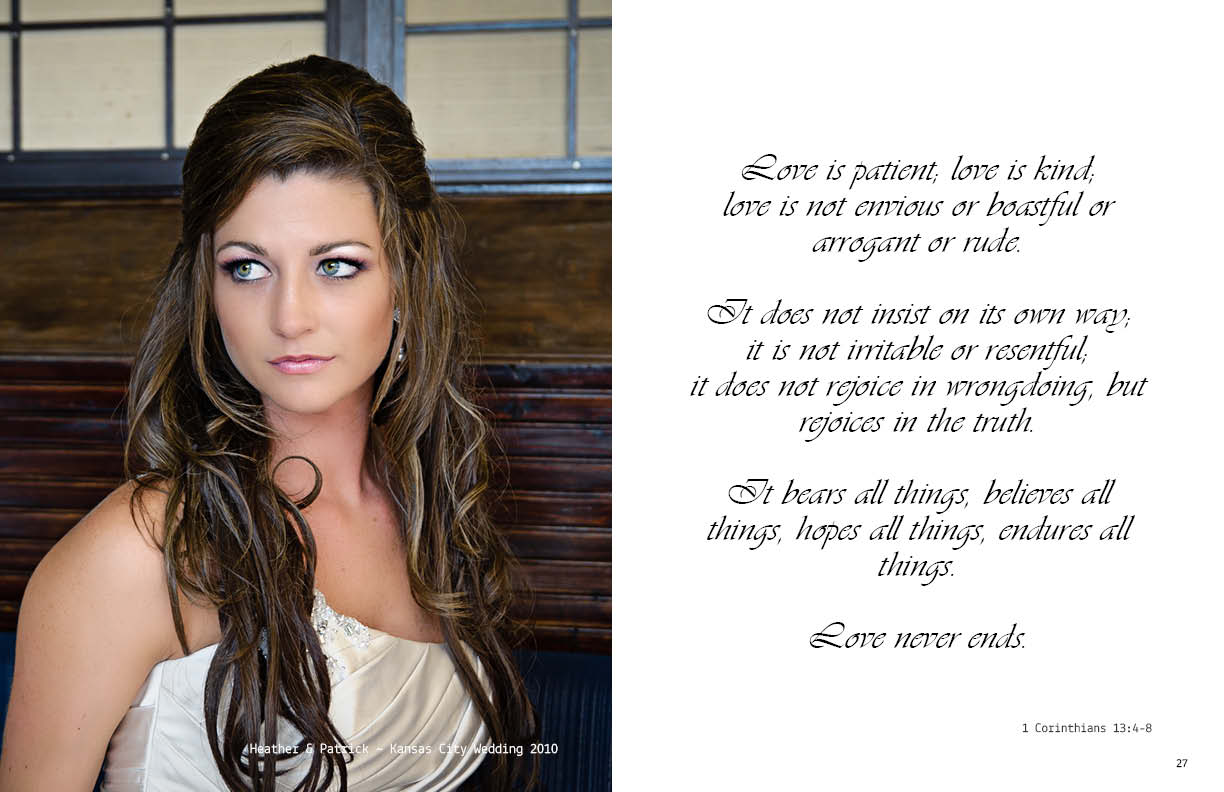 Heather & Patrick ~ Kansas City Wedding 2010
Love is patient; love is kind;
love is not envious or boastful or
arrogant or rude.
It does not insist on its own way;
it is not irritable or resentful;
it does not rejoice in wrongdoing, but
rejoices in the truth.
It bears all things, believes all
things, hopes all things, endures all
things.
Love never ends.
1 Corinthians 13:4-8
27